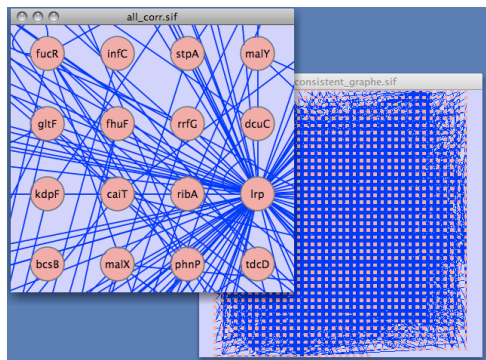 all_corr.sif
fucR infC stpA malY
consistent_graphe.sif
gltF fhuF rrfG dcuC
kdpF caiT ribA lrp
bcsB malX phnP tdcD